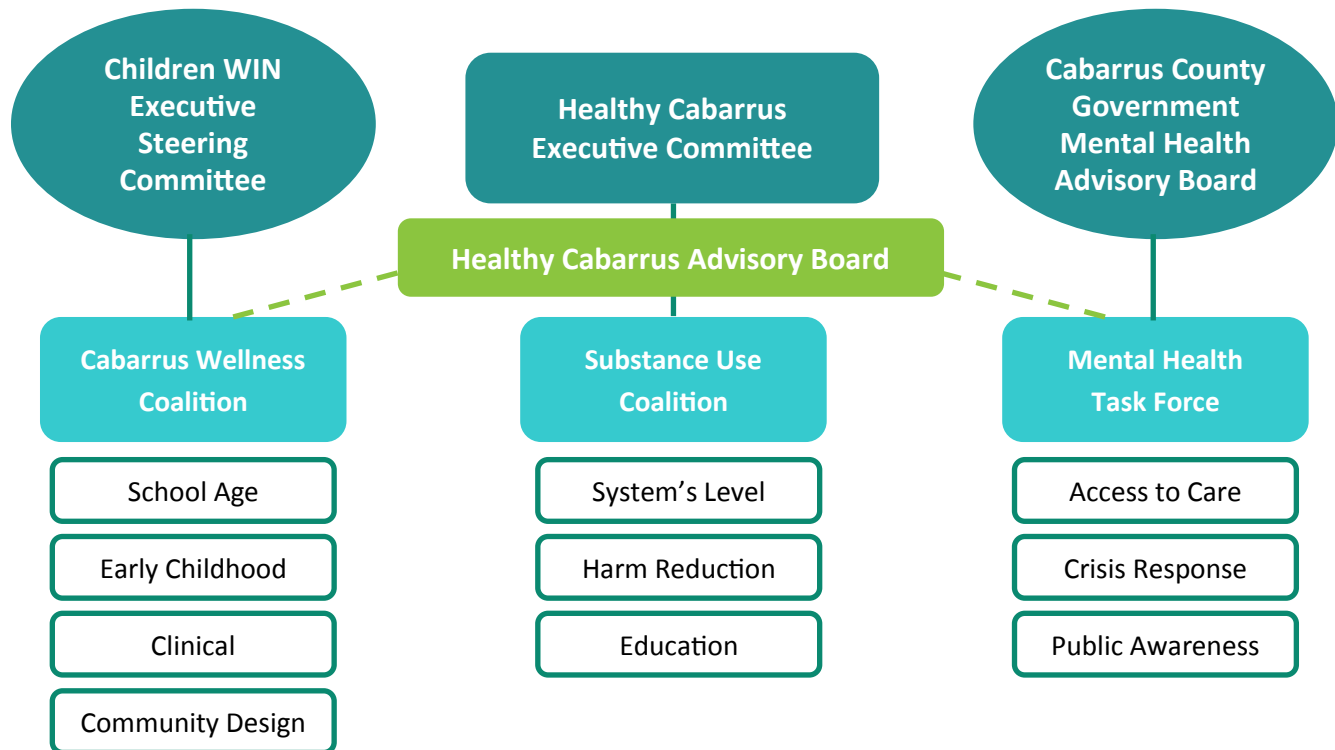 Children WIN
Executive
Steering
Committee
Healthy Cabarrus
Executive Committee
Cabarrus County
Government
Mental Health
Advisory Board
Healthy Cabarrus Advisory Board
Cabarrus Wellness
Coalition
School Age
Early Childhood
Clinical
Community Design
Substance Use
Coalition
System’s Level
Harm Reduction
Education
Mental Health
Task Force
Access to Care
Crisis Response
Public Awareness